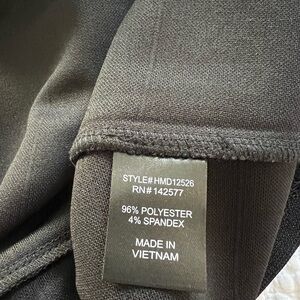 STYLE#HMD12526
RN#142577
96% POLYESTER
4% SPANDEX
MADE IN
VIETNAM